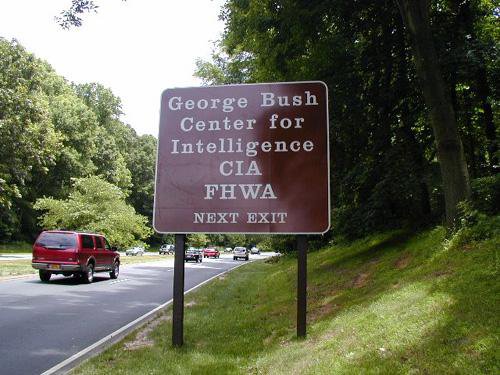 George Bush
Center for
Intelligence
CIA
FHWA
NEXT EXIT